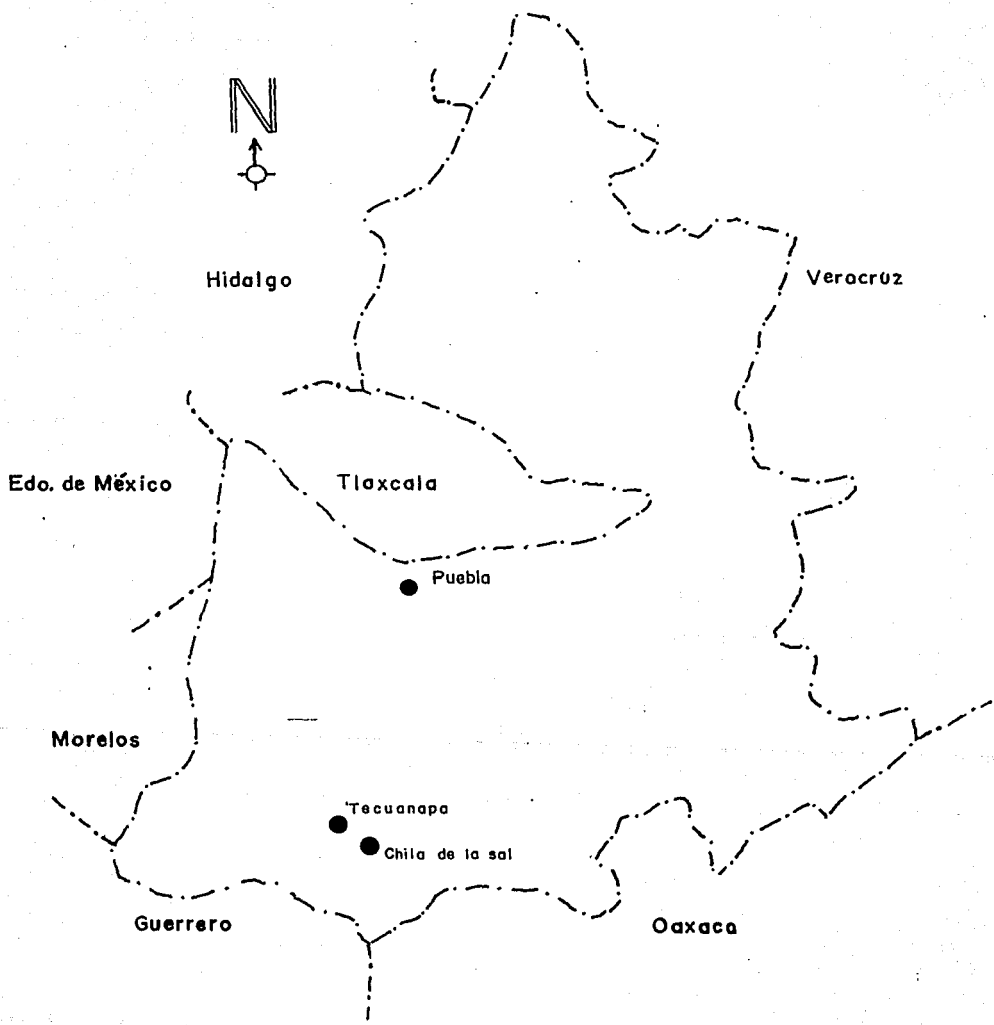 N
Hidalgo
Veracruz
Edo. de México
Tlaxcala
Puebla
Morelos
Tecuanapa
Chila de la sal
Guerrero
Oaxaca